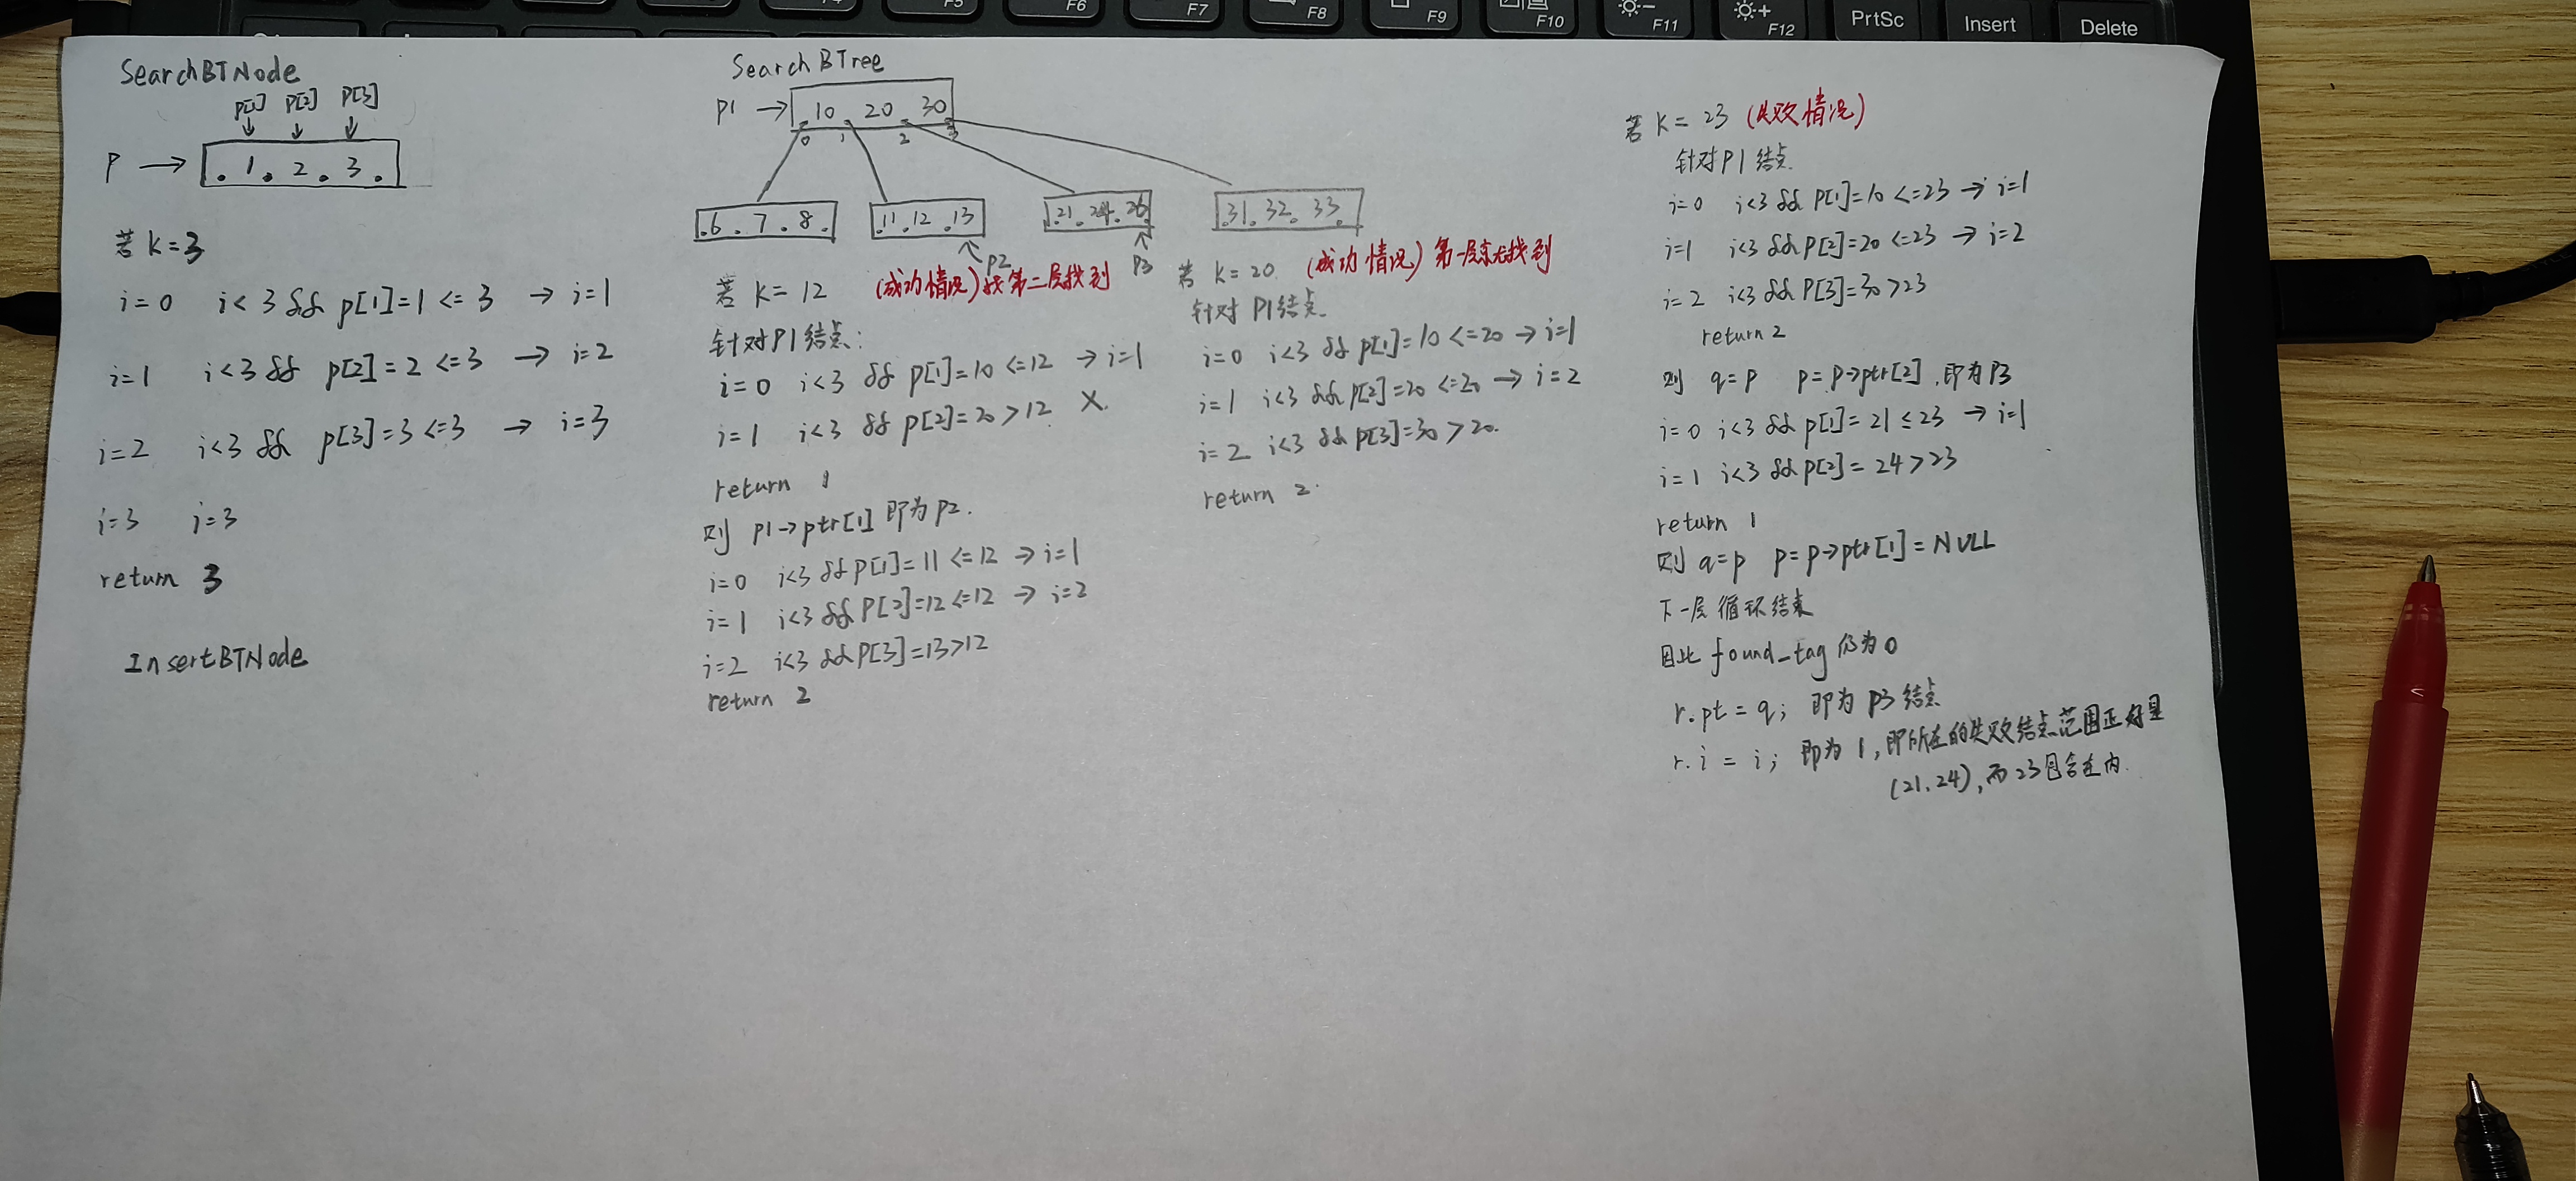 F5
F6
F7
F8
F9
F10
F11
F12
PrtSc
Insert
Delete
SearchBTNode
p[1] p[2] p[3]
P → . 1 . 2 . 3 .
若 K=3
i=0 i<3 && p[1]=1 <=3 → i=1
i=1 i<3 && p[2]=2 <=3 → i=2
i=2 i<3 && p[3]=3<=3 → i=3
i=3 i=3
return 3
InsertBTNode
SearchBTree
P1 → . 10 . 20 . 30 .
0 1 2 3
.6 . 7 . 8 .
.11 . 12 . 13
.21 . 24 . 26 .
.31 . 32 . 33 .
P2
P3
若 K=12 (成功情况) 第二层找到
针对P1结点:
i=0 i<3 && p[1]=10 <=12 → i=1
i=1 i<3 && p[2]=20 >12 ×
return 1
则 p1→ptr[1] 即为P2.
i=0 i<3 && p[1]=11 <=12 → i=1
i=1 i<3 && P[2]=12<=12 → i=2
i=2 i<3 && P[3]=13>12
return 2
若 K=20. (成功情况) 第一层就找到
针对 P1结点.
i=0 i<3 && p[1]=10 <=20 → i=1
i=1 i<3 && p[2]=20 <=20 → i=2
i=2 i<3 && p[3]=30 >20.
return 2.
若 K=23 (失败情况)
针对P1结点.
i=0 i<3 && P[1]=10 <=23 → i=1
i=1 i<3 && P[2]=20 <=23 → i=2
i=2 i<3 && P[3]=30 >23
return 2
则 q=p p=p→ptr[2] ,即为P3
i=0 i<3 && p[1]=21 ≤23 → i=1
i=1 i<3 && p[2]=24>23
return 1
则 q=p p=p→ptr[1]=NULL
下一层循环结束
因此 found_tag 仍为0
r.pt = q; 即为 P3 结点
r.i = i; 即为 1,即所在的失败结点范围正好是
(21.24),而23包含在内.